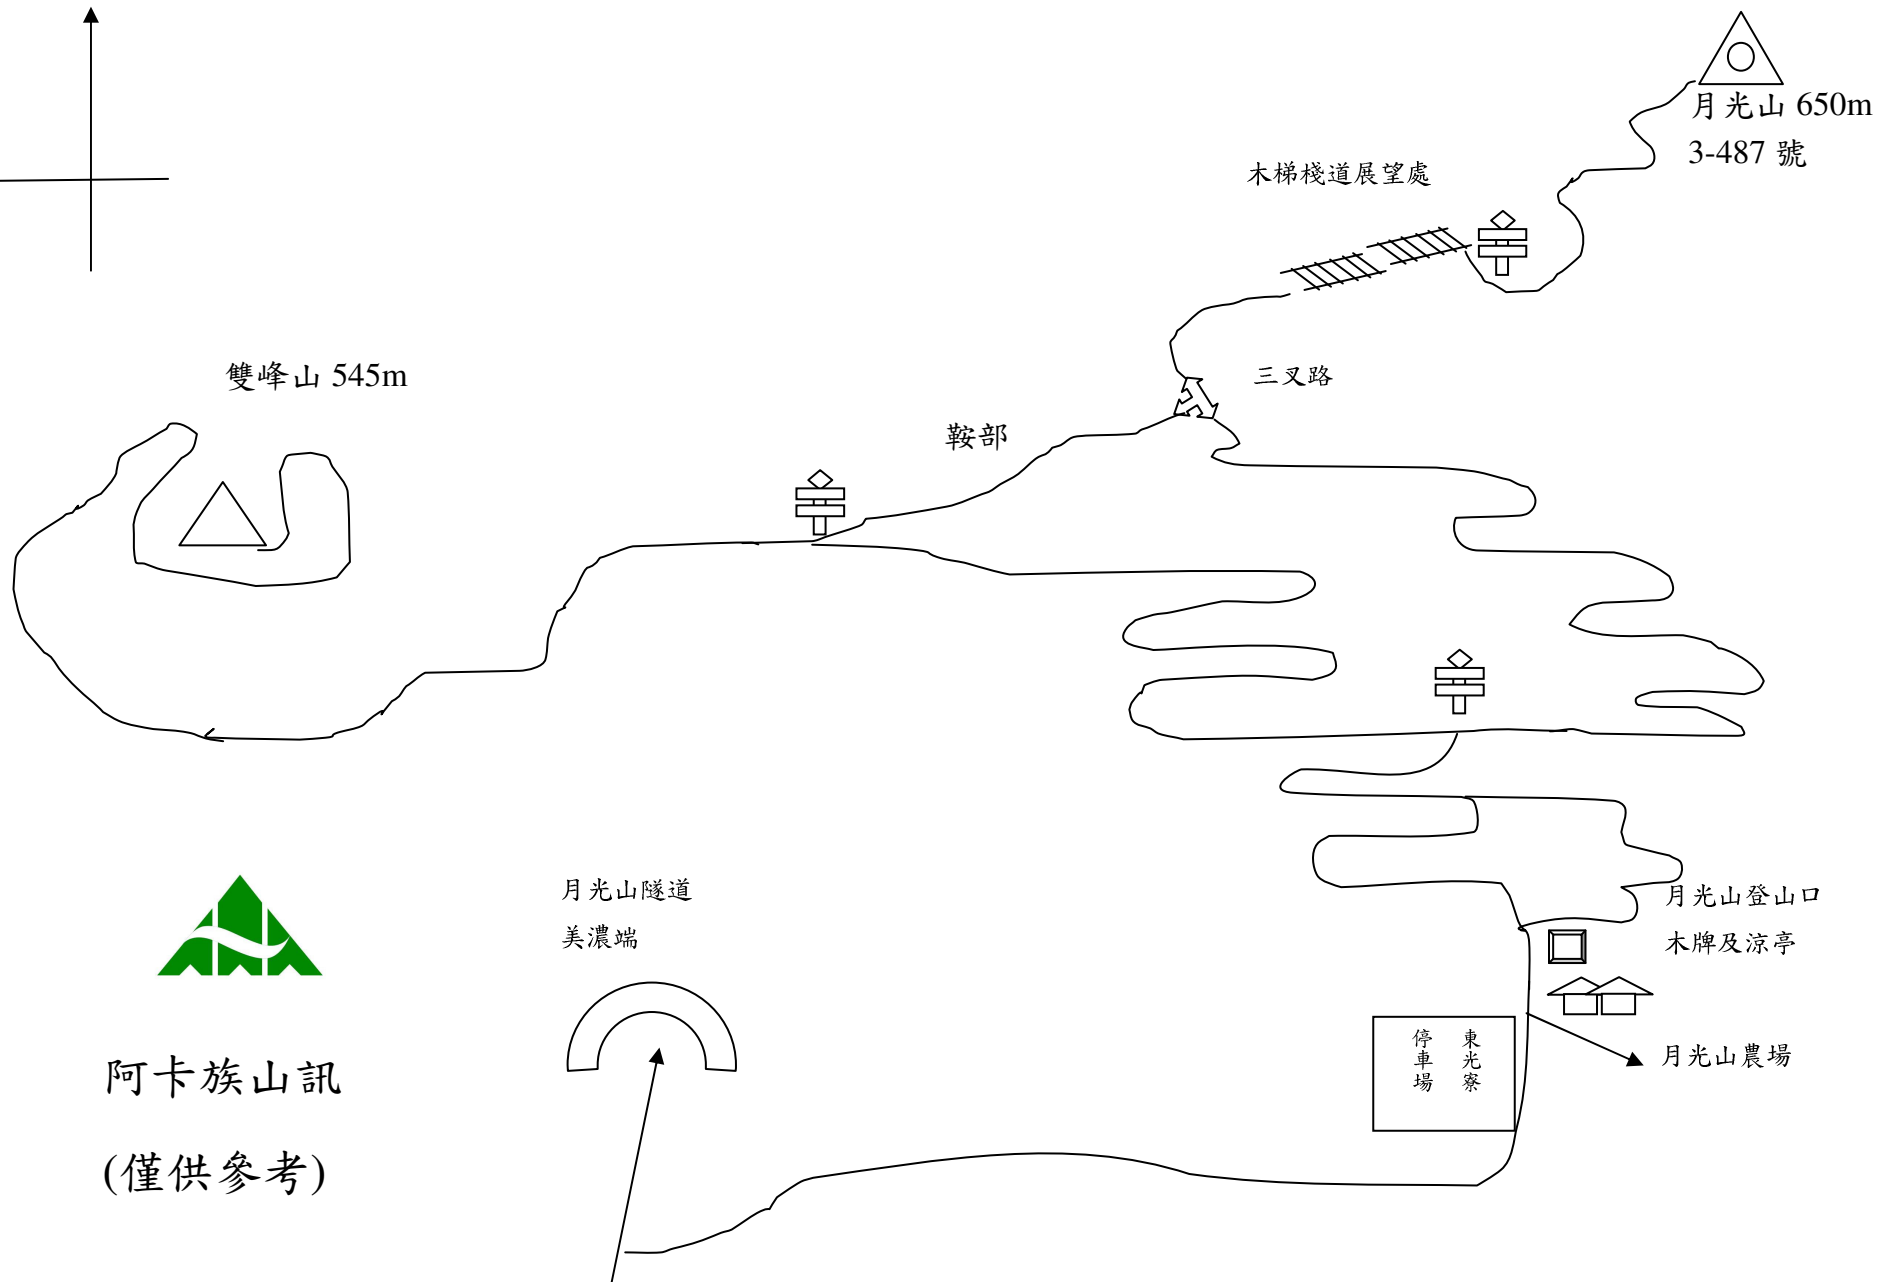 月光山 650m
3-487 號
木梯棧道展望處
雙峰山 545m
三叉路
鞍部
月光山隧道
美濃端
月光山登山口
木牌及涼亭
東光寮
停車場
月光山農場
阿卡族山訊
(僅供參考)